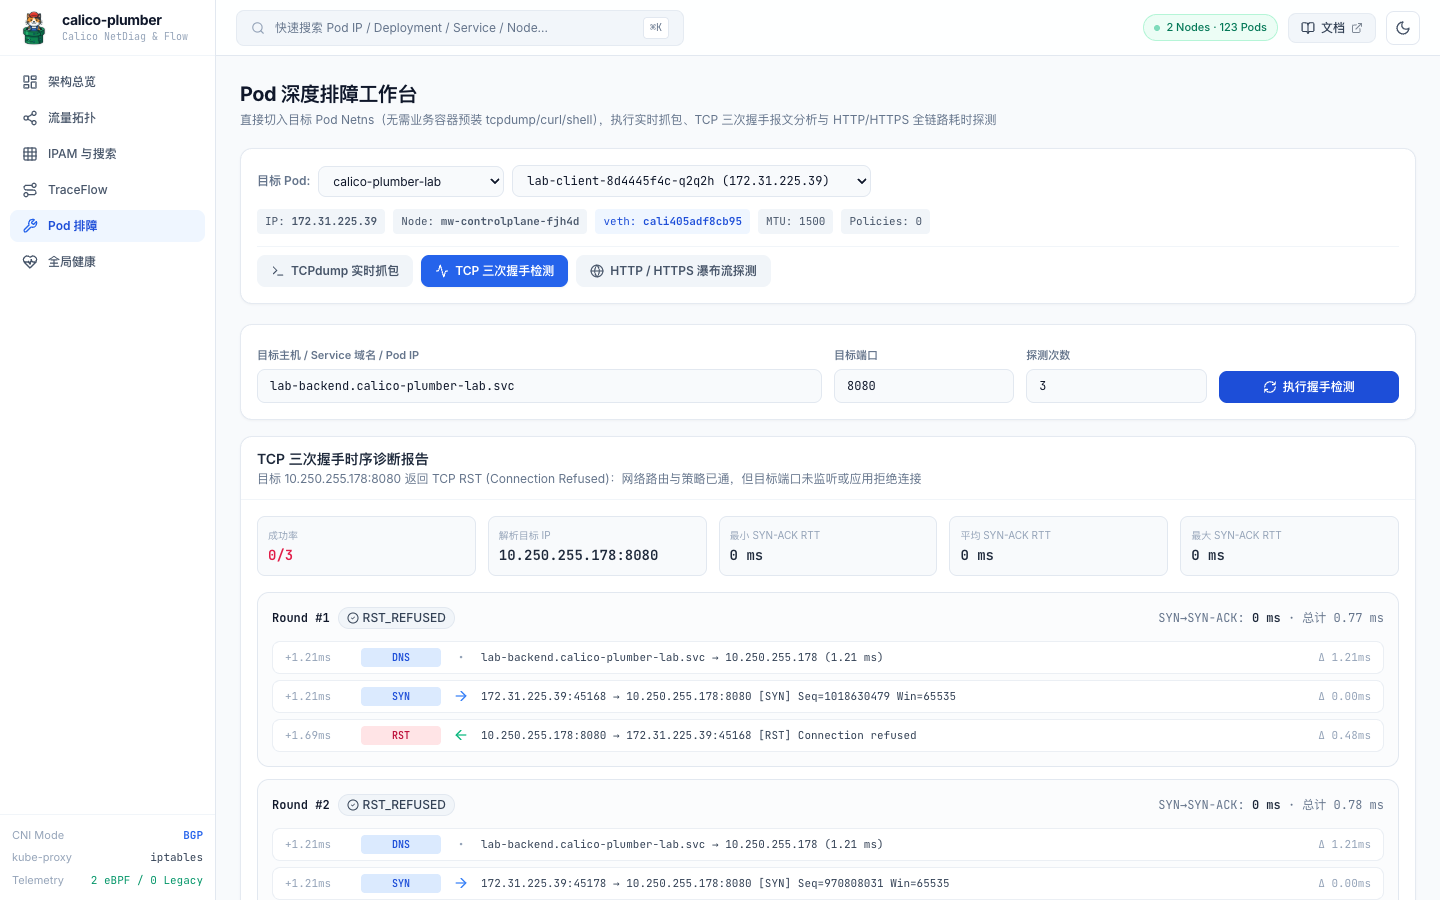 calico-plumber
Calico NetDiag & Flow
快速搜索 Pod IP / Deployment / Service / Node...
⌘K
2 Nodes · 123 Pods
文档
架构总览
流量拓扑
IPAM 与搜索
TraceFlow
Pod 排障
全局健康
Pod 深度排障工作台
直接切入目标 Pod Netns（无需业务容器预装 tcpdump/curl/shell），执行实时抓包、TCP 三次握手报文分析与 HTTP/HTTPS 全链路耗时探测
目标 Pod:
calico-plumber-lab
lab-client-8d4445f4c-q2q2h (172.31.225.39)
IP: 172.31.225.39
Node: mw-controlplane-fjh4d
veth: cali405adf8cb95
MTU: 1500
Policies: 0
TCPdump 实时抓包
TCP 三次握手检测
HTTP / HTTPS 瀑布流探测
目标主机 / Service 域名 / Pod IP
目标端口
探测次数
lab-backend.calico-plumber-lab.svc
8080
3
执行握手检测
TCP 三次握手时序诊断报告
目标 10.250.255.178:8080 返回 TCP RST (Connection Refused)：网络路由与策略已通，但目标端口未监听或应用拒绝连接
成功率
0/3
解析目标 IP
10.250.255.178:8080
最小 SYN-ACK RTT
0 ms
平均 SYN-ACK RTT
0 ms
最大 SYN-ACK RTT
0 ms
Round #1
RST_REFUSED
SYN→SYN-ACK: 0 ms · 总计 0.77 ms
+1.21ms DNS · lab-backend.calico-plumber-lab.svc → 10.250.255.178 (1.21 ms) Δ 1.21ms
+1.21ms SYN → 172.31.225.39:45168 → 10.250.255.178:8080 [SYN] Seq=1018630479 Win=65535 Δ 0.00ms
+1.69ms RST ← 10.250.255.178:8080 → 172.31.225.39:45168 [RST] Connection refused Δ 0.48ms
Round #2
RST_REFUSED
SYN→SYN-ACK: 0 ms · 总计 0.78 ms
+1.21ms DNS · lab-backend.calico-plumber-lab.svc → 10.250.255.178 (1.21 ms) Δ 1.21ms
+1.21ms SYN → 172.31.225.39:45178 → 10.250.255.178:8080 [SYN] Seq=970808031 Win=65535 Δ 0.00ms
CNI Mode BGP
kube-proxy iptables
Telemetry 2 eBPF / 0 Legacy